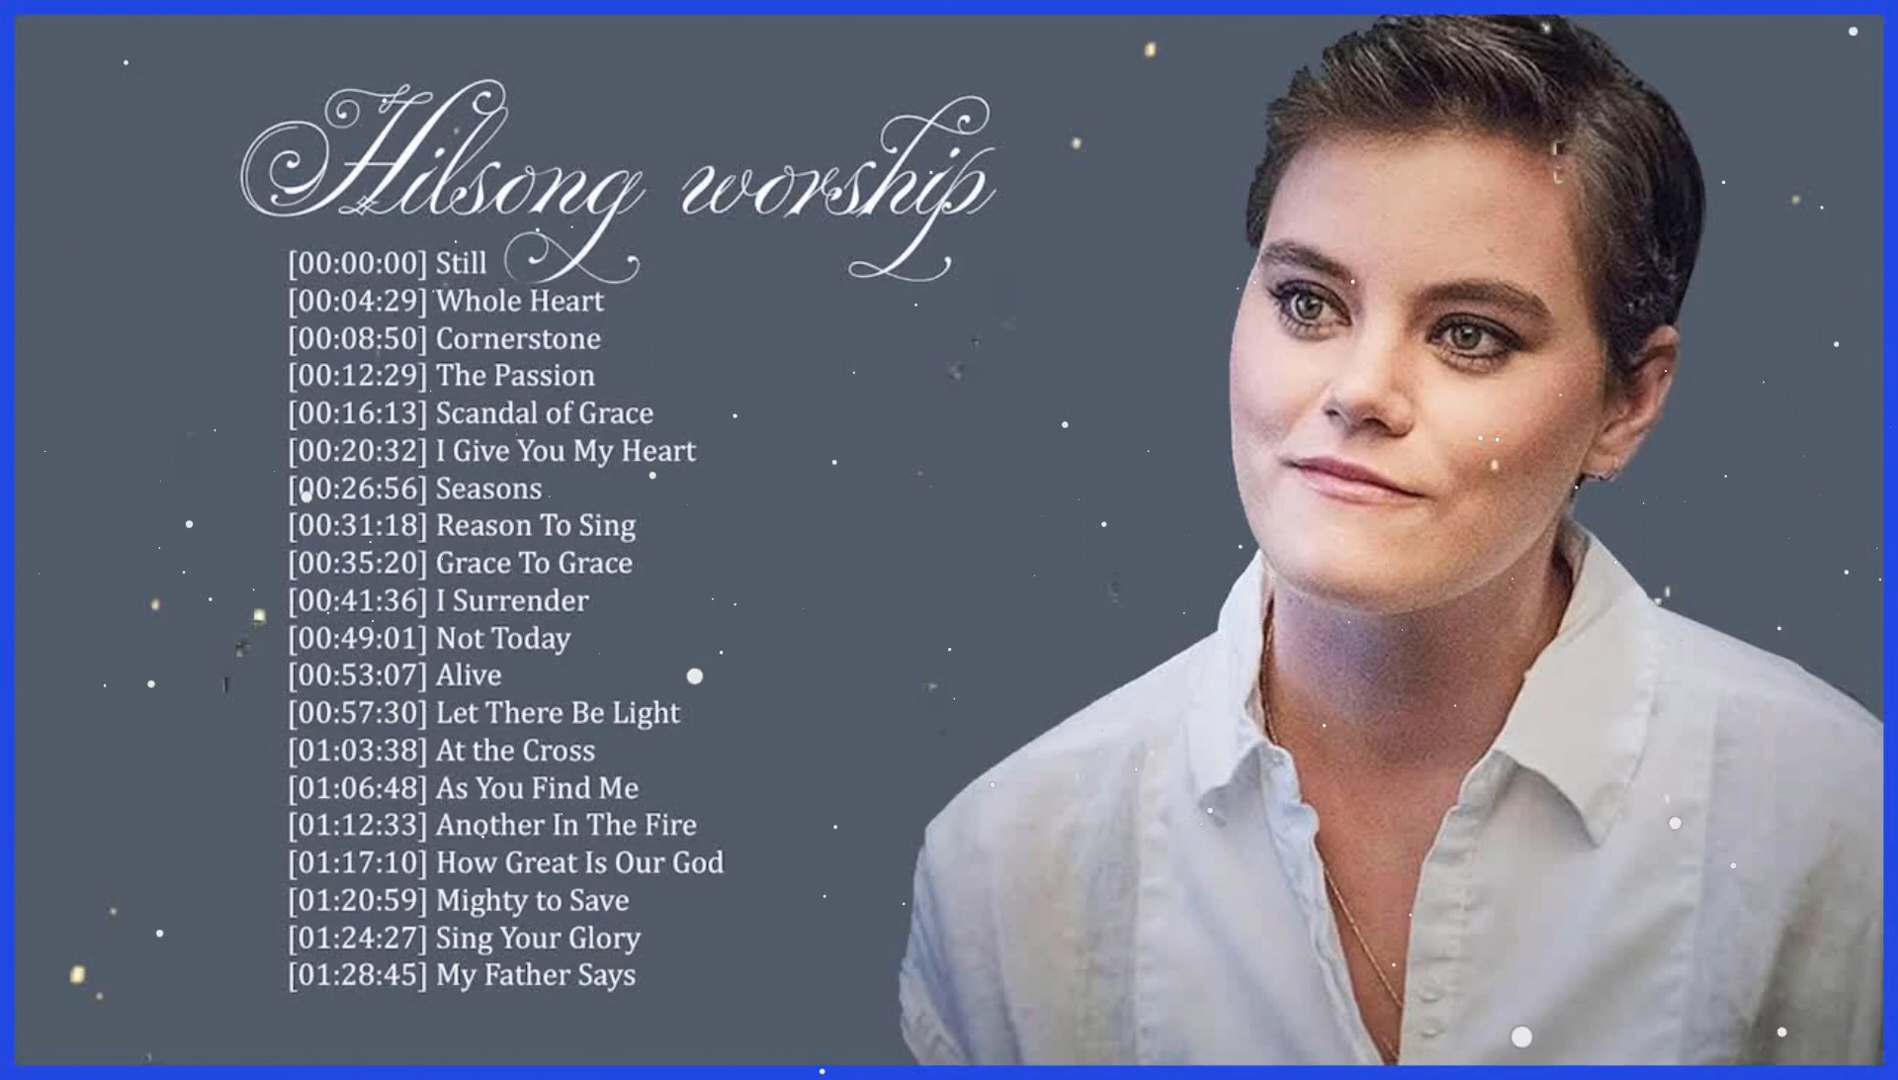 Hilsong worship
[00:00:00] Still
[00:04:29] Whole Heart
[00:08:50] Cornerstone
[00:12:29] The Passion
[00:16:13] Scandal of Grace
[00:20:32] I Give You My Heart
[00:26:56] Seasons
[00:31:18] Reason To Sing
[00:35:20] Grace To Grace
[00:41:36] I Surrender
[00:49:01] Not Today
[00:53:07] Alive
[00:57:30] Let There Be Light
[01:03:38] At the Cross
[01:06:48] As You Find Me
[01:12:33] Another In The Fire
[01:17:10] How Great Is Our God
[01:20:59] Mighty to Save
[01:24:27] Sing Your Glory
[01:28:45] My Father Says